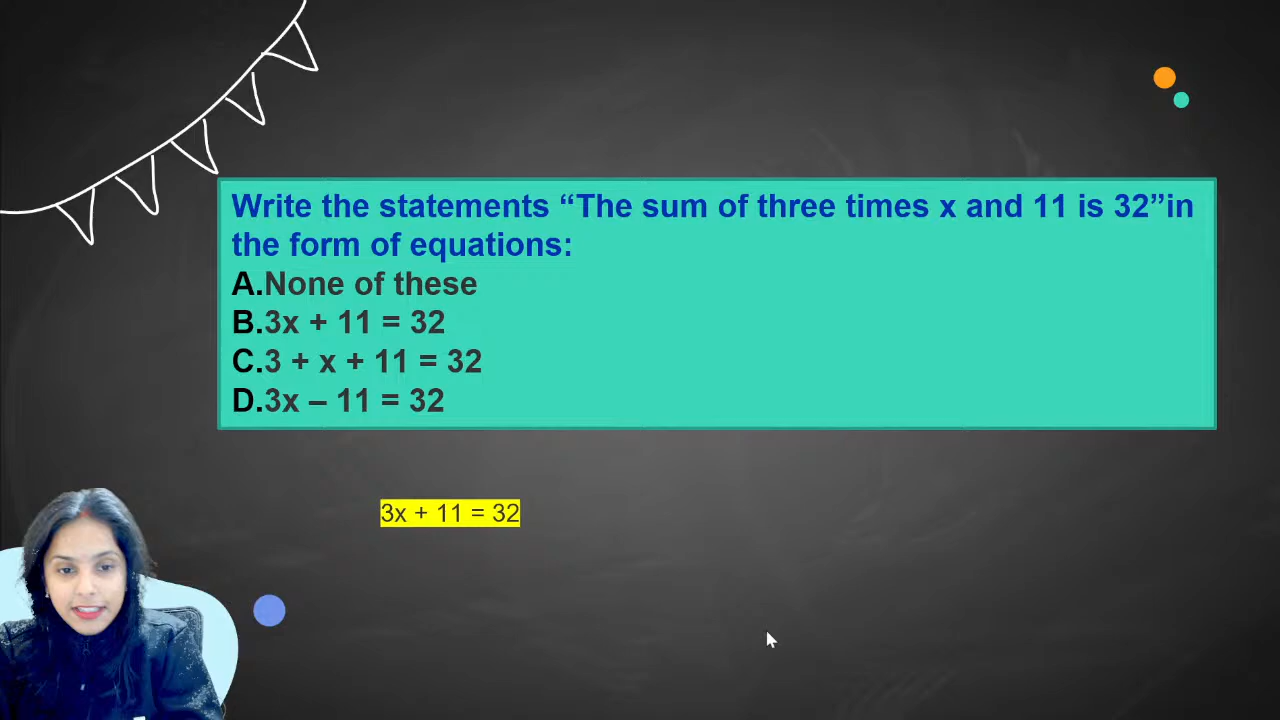 Write the statements “The sum of three times x and 11 is 32”in
the form of equations:
A.None of these
B.3x + 11 = 32
C.3 + x + 11 = 32
D.3x – 11 = 32
3x + 11 = 32